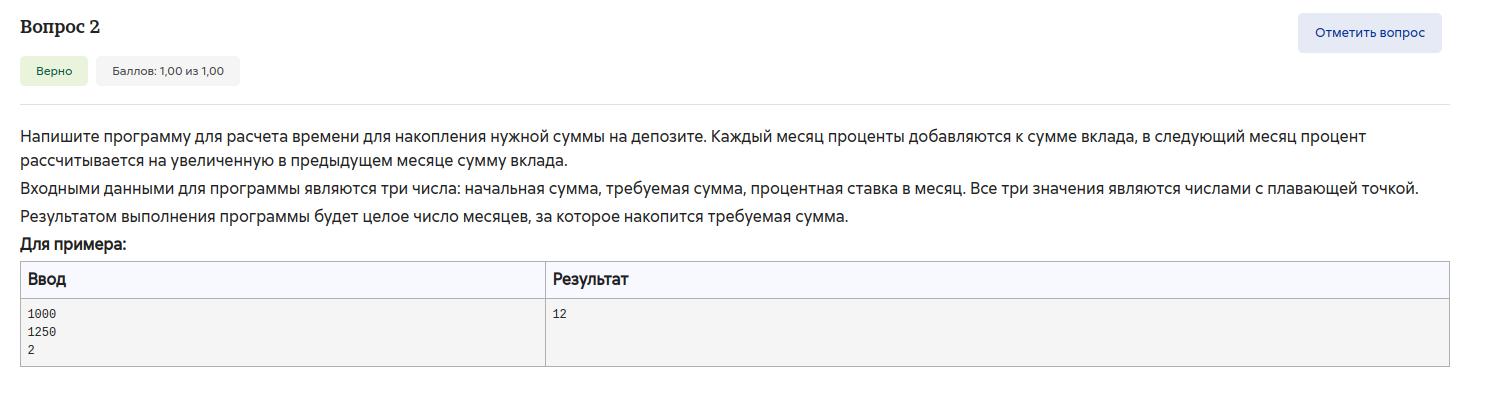 Вопрос 2
Отметить вопрос
Верно
Баллов: 1,00 из 1,00
Напишите программу для расчета времени для накопления нужной суммы на депозите. Каждый месяц проценты добавляются к сумме вклада, в следующий месяц процент
рассчитывается на увеличенную в предыдущем месяце сумму вклада.
Входными данными для программы являются три числа: начальная сумма, требуемая сумма, процентная ставка в месяц. Все три значения являются числами с плавающей точкой.
Результатом выполнения программы будет целое число месяцев, за которое накопится требуемая сумма.
Для примера:
Ввод Результат
1000 12
1250
2